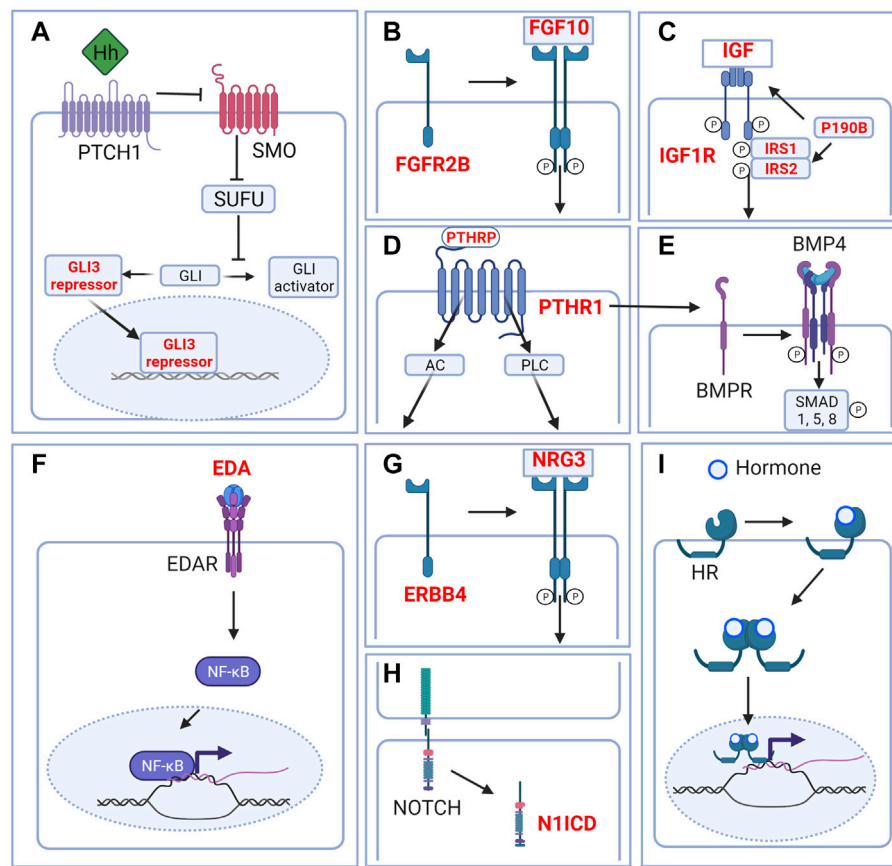 A
Hh
PTCH1
SMO
SUFU
GLI3
repressor
GLI
GLI
activator
GLI3
repressor
B
FGF10
FGFR2B
P
P
C
IGF
P
P
P190B
IGF1R
P
IRS1
P
IRS2
D
PTHRP
PTHR1
AC
PLC
E
BMP4
P
P
BMPR
SMAD
1, 5, 8
P
F
EDA
EDAR
NF-κB
NF-κB
G
NRG3
ERBB4
P
P
H
NOTCH
N1ICD
I
Hormone
HR